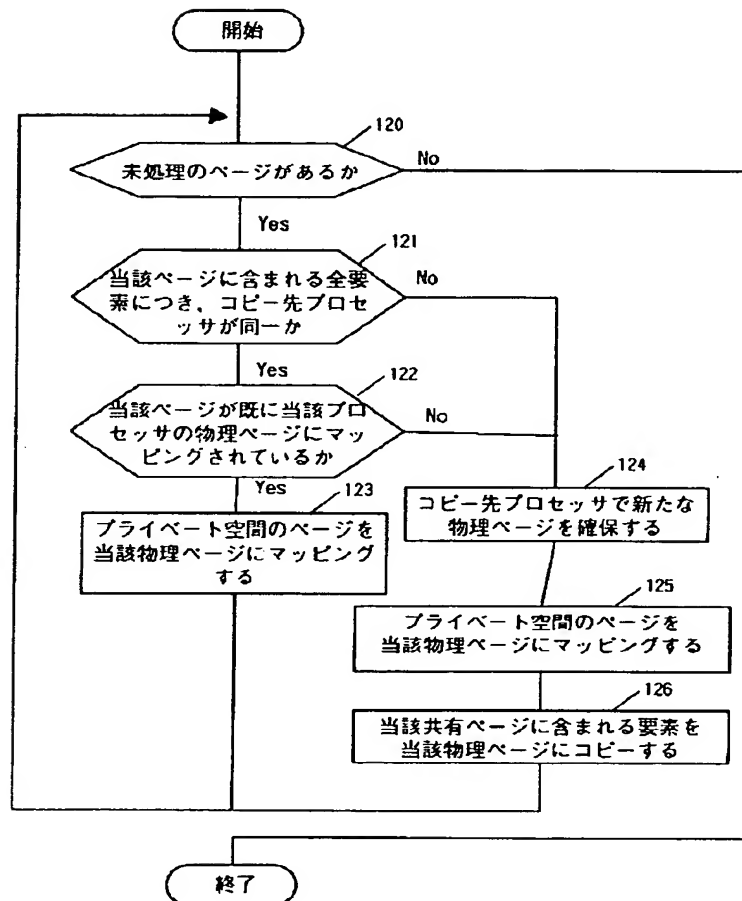 開始
120
未処理のページがあるか
No
Yes
121
当該ページに含まれる全要
素につき，コピー先プロセ
ッサが同一か
No
Yes
122
当該ページが既に当該プロ
セッサの物理ページにマッ
ピングされているか
No
Yes
123
プライベート空間のページを
当該物理ページにマッピング
する
124
コピー先プロセッサで新たな
物理ページを確保する
125
プライベート空間のページを
当該物理ページにマッピングする
126
当該共有ページに含まれる要素を
当該物理ページにコピーする
終了